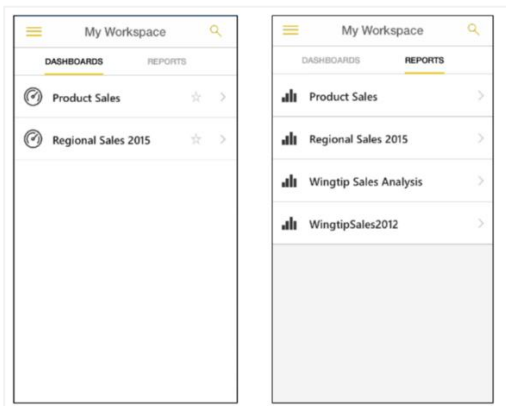 My Workspace
DASHBOARDS REPORTS
Product Sales
Regional Sales 2015
My Workspace
DASHBOARDS REPORTS
Product Sales
Regional Sales 2015
Wingtip Sales Analysis
WingtipSales2012